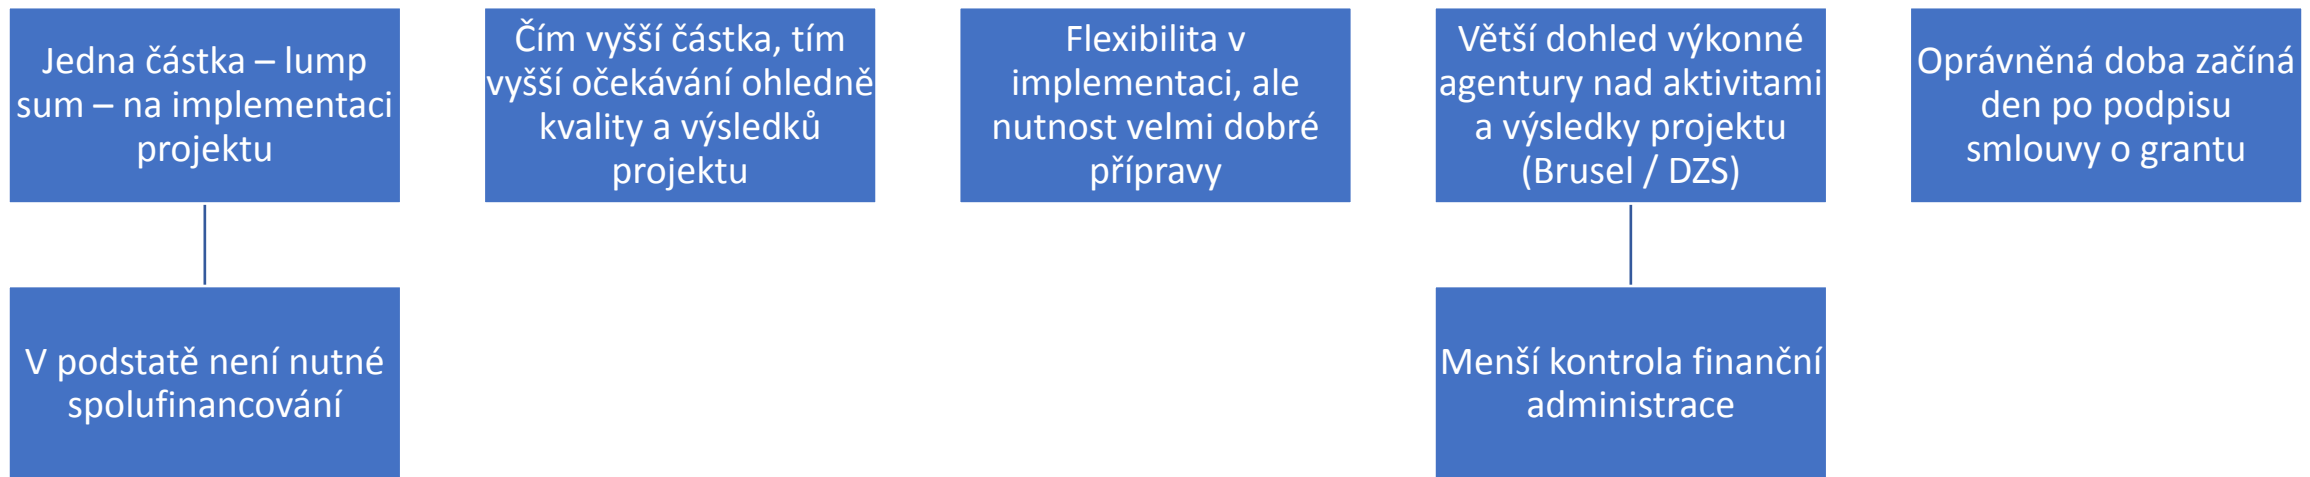 Jedna částka – lump
sum – na implementaci
projektu
V podstatě není nutné
spolufinancování
Čím vyšší částka, tím
vyšší očekávání ohledně
kvality a výsledků
projektu
Flexibilita v
implementaci, ale
nutnost velmi dobré
přípravy
Větší dohled výkonné
agentury nad aktivitami
a výsledky projektu
(Brusel / DZS)
Menší kontrola finanční
administrace
Oprávněná doba začíná
den po podpisu
smlouvy o grantu